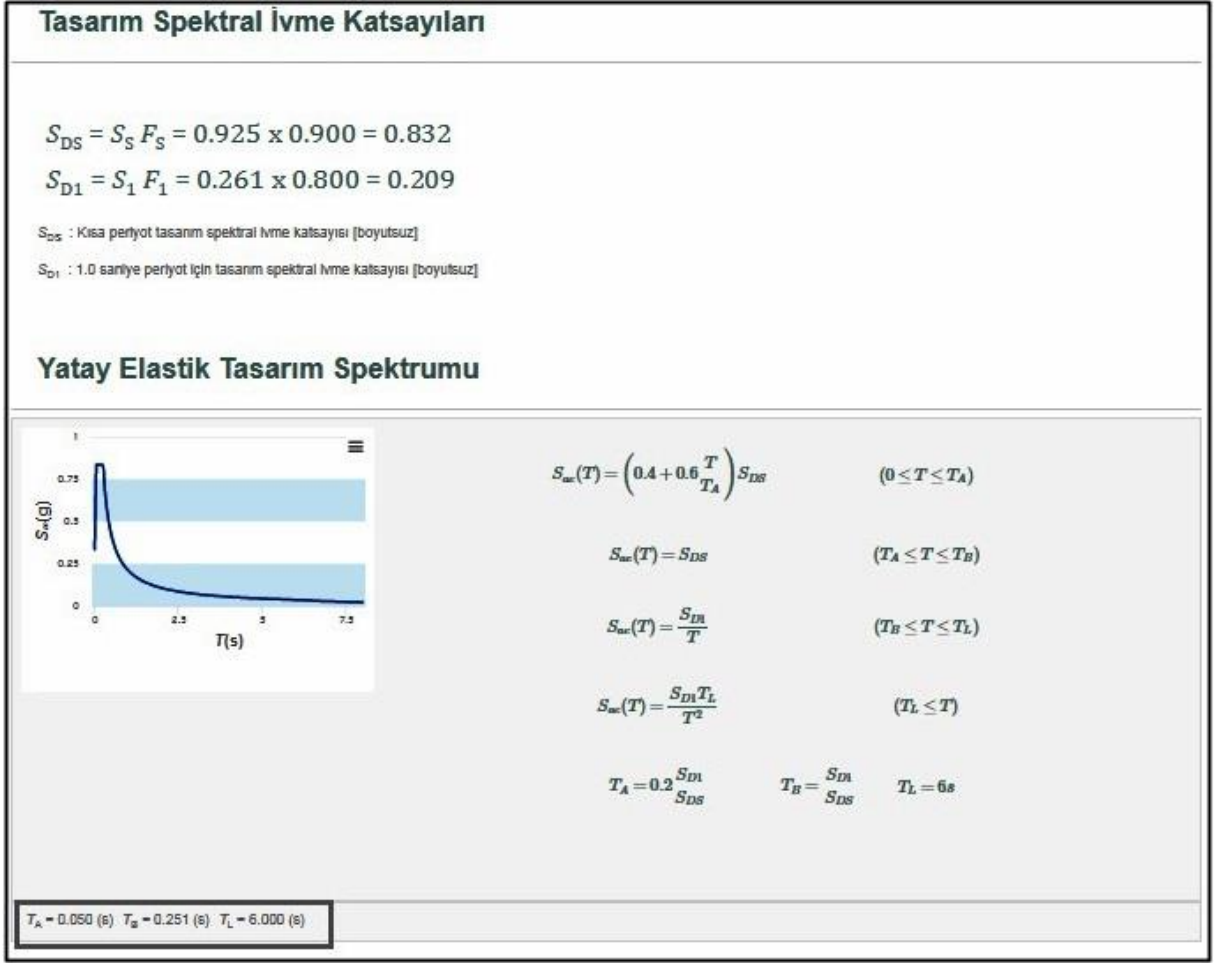 Tasarım Spektral İvme Katsayıları
S_DS = S_S F_S = 0.925 x 0.900 = 0.832
S_D1 = S_1 F_1 = 0.261 x 0.800 = 0.209
S_DS : Kısa periyot tasarım spektral ivme katsayısı [boyutsuz]
S_D1 : 1.0 saniye periyot için tasarım spektral ivme katsayısı [boyutsuz]
Yatay Elastik Tasarım Spektrumu
1
0.75
0.5
0.25
0
S_ae(g)
0 2.5 5 7.5
T(s)
S_ae(T) = (0.4 + 0.6 T/T_A) S_DS (0 ≤ T ≤ T_A)
S_ae(T) = S_DS (T_A ≤ T ≤ T_B)
S_ae(T) = S_D1/T (T_B ≤ T ≤ T_L)
S_ae(T) = S_D1 T_L/T² (T_L ≤ T)
T_A = 0.2 S_D1/S_DS T_B = S_D1/S_DS T_L = 6s
T_A = 0.050 (s) T_B = 0.251 (s) T_L = 6.000 (s)